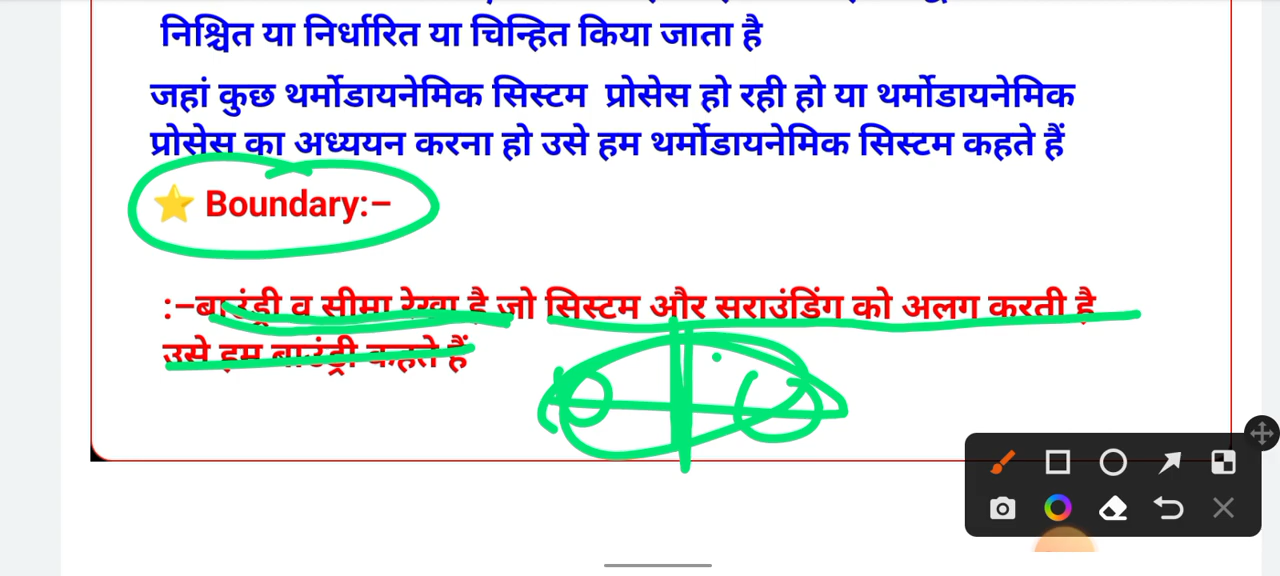 निश्चित या निर्धारित या चिन्हित किया जाता है
जहां कुछ थर्मोडायनेमिक सिस्टम प्रोसेस हो रही हो या थर्मोडायनेमिक
प्रोसेस का अध्ययन करना हो उसे हम थर्मोडायनेमिक सिस्टम कहते हैं
⭐ Boundary:–
:–बाउंड्री व सीमा रेखा है जो सिस्टम और सराउंडिंग को अलग करती है
उसे हम बाउंड्री कहते हैं